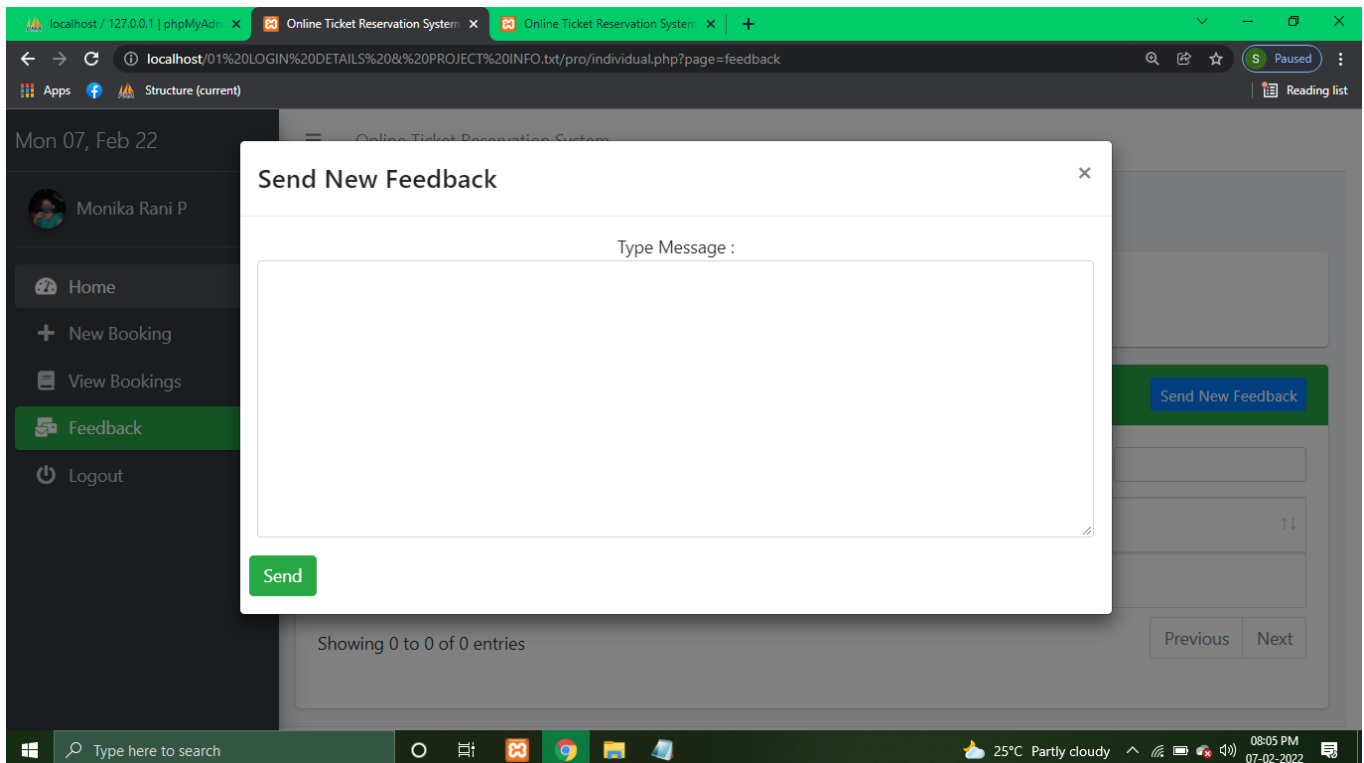 localhost / 127.0.0.1 | phpMyAdm
Online Ticket Reservation System
Online Ticket Reservation System
localhost/01%20LOGIN%20DETAILS%20&%20PROJECT%20INFO.txt/pro/individual.php?page=feedback
S Paused
Apps
Structure (current)
Reading list
Mon 07, Feb 22
Online Ticket Reservation System
Send New Feedback
×
Monika Rani P
Type Message :
Home
New Booking
View Bookings
Send New Feedback
Feedback
Logout
Send
Showing 0 to 0 of 0 entries
Previous Next
Type here to search
25°C Partly cloudy
08:05 PM
07-02-2022